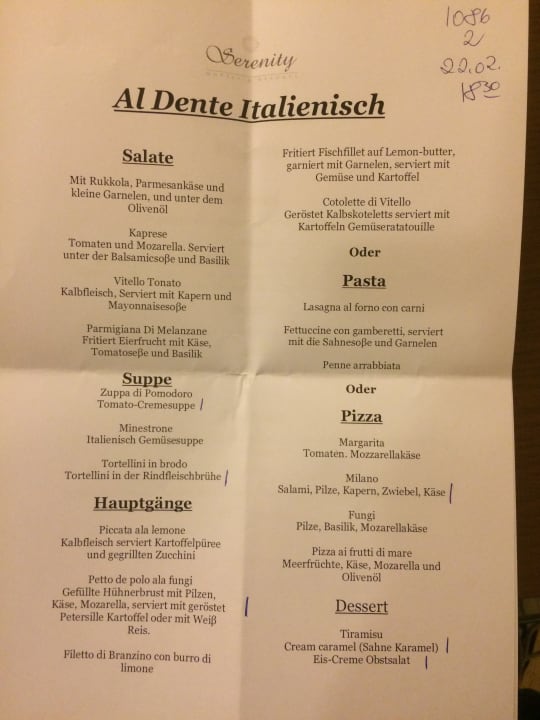 1086
2
22.02.
18 30
Serenity
Al Dente Italienisch
Salate
Mit Rukkola, Parmesankäse und
kleine Garnelen, und unter dem
Olivenöl
Kaprese
Tomaten und Mozarella. Serviert
unter der Balsamicsoβe und Basilik
Vitello Tonato
Kalbfleisch, Serviert mit Kapern und
Mayonnaisesoβe
Parmigiana Di Melanzane
Fritiert Eierfrucht mit Käse,
Tomatesoβe und Basilik
Suppe
Zuppa di Pomodoro
Tomato-Cremesuppe
Minestrone
Italienisch Gemüsesuppe
Tortellini in brodo
Tortellini in der Rindfleischbrühe
Hauptgänge
Piccata ala lemone
Kalbfleisch serviert Kartoffelpüree
und gegrillten Zucchini
Petto de polo ala fungi
Gefüllte Hühnerbrust mit Pilzen,
Käse, Mozarella, serviert mit geröstet
Petersille Kartoffel oder mit Weiß
Reis.
Filetto di Branzino con burro di
limone
Fritiert Fischfillet auf Lemon-butter,
garniert mit Garnelen, serviert mit
Gemüse und Kartoffel
Cotolette di Vitello
Geröstet Kalbskoteletts serviert mit
Kartoffeln Gemüseratatouille
Oder
Pasta
Lasagna al forno con carni
Fettuccine con gamberetti, serviert
mit die Sahnesoße und Garnelen
Penne arrabbiata
Oder
Pizza
Margarita
Tomaten. Mozzarellakäse
Milano
Salami, Pilze, Kapern, Zwiebel, Käse
Fungi
Pilze, Basilik, Mozarellakäse
Pizza ai frutti di mare
Meerfrüchte, Käse, Mozarella und
Olivenöl
Dessert
Tiramisu
Cream caramel (Sahne Karamel)
Eis-Creme Obstsalat